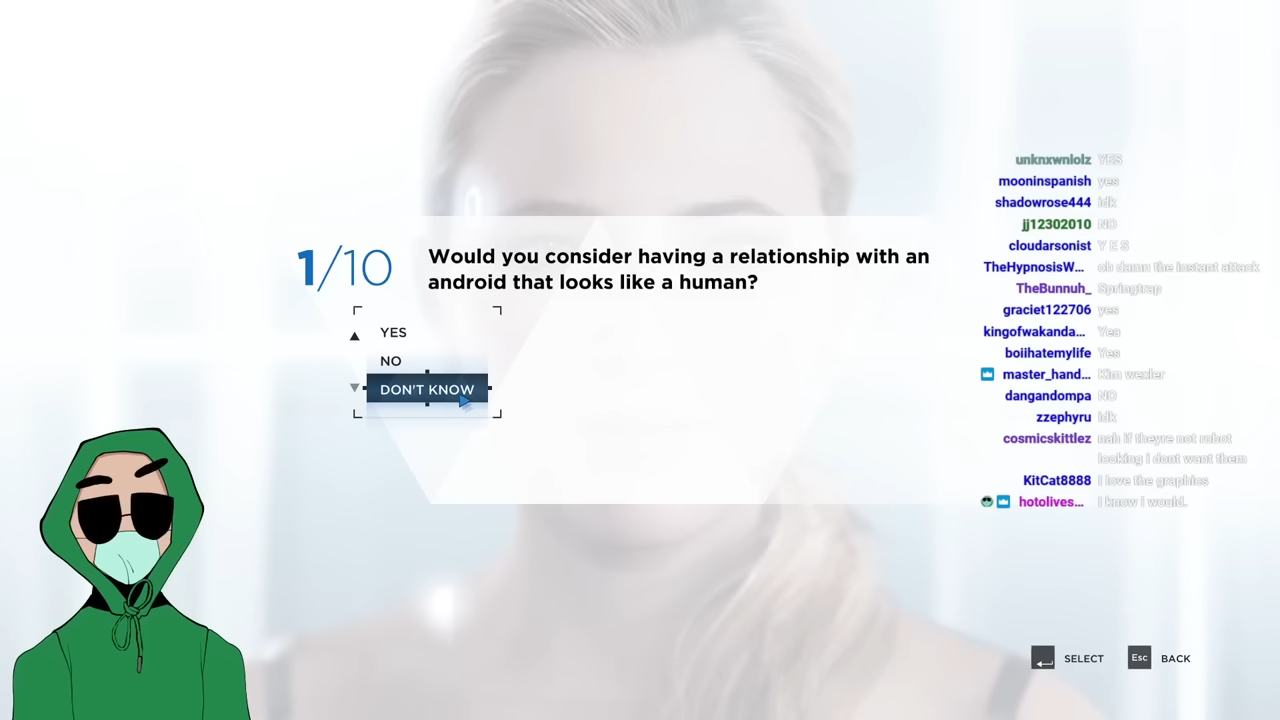 1/10
Would you consider having a relationship with an
android that looks like a human?
YES
NO
DON'T KNOW
unknxwnlolz YES
mooninspanish yes
shadowrose444 idk
jj12302010 NO
cloudarsonist Y E S
TheHypnosisW... oh damn the instant attack
TheBunnuh_ Springtrap
graciet122706 yes
kingofwakanda... Yea
boiihatemylife Yes
master_hand... Kim wexler
dangandompa NO
zzephyru idk
cosmicskittlez nah if theyre not robot
looking i dont want them
KitCat8888 I love the graphics
hotolives... I know i would.
SELECT
Esc BACK